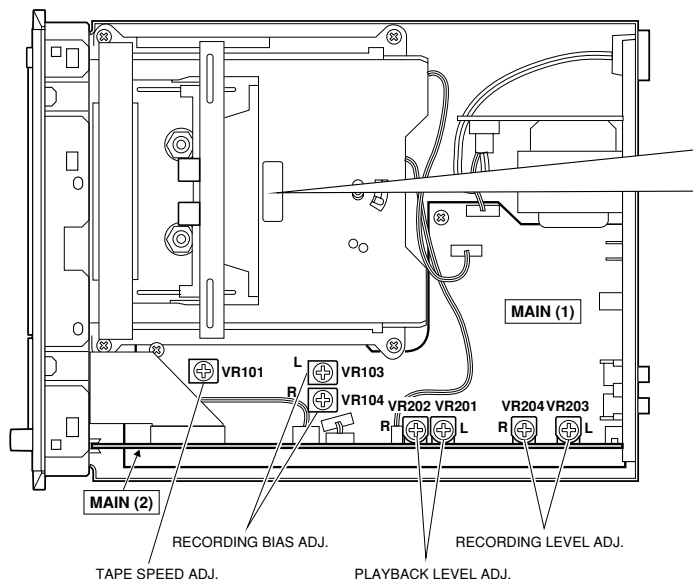 MAIN (1)
VR101
L
VR103
R
VR104
VR202
VR201
VR204
VR203
R
L
R
L
MAIN (2)
RECORDING BIAS ADJ.
RECORDING LEVEL ADJ.
TAPE SPEED ADJ.
PLAYBACK LEVEL ADJ.